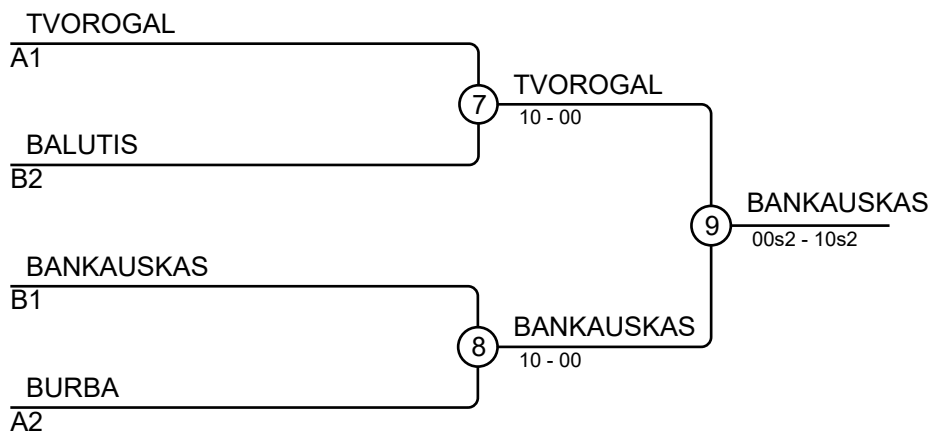 TVOROGAL
A1
7
TVOROGAL
10 - 00
BALUTIS
B2
9
BANKAUSKAS
00s2 - 10s2
BANKAUSKAS
B1
8
BANKAUSKAS
10 - 00
BURBA
A2